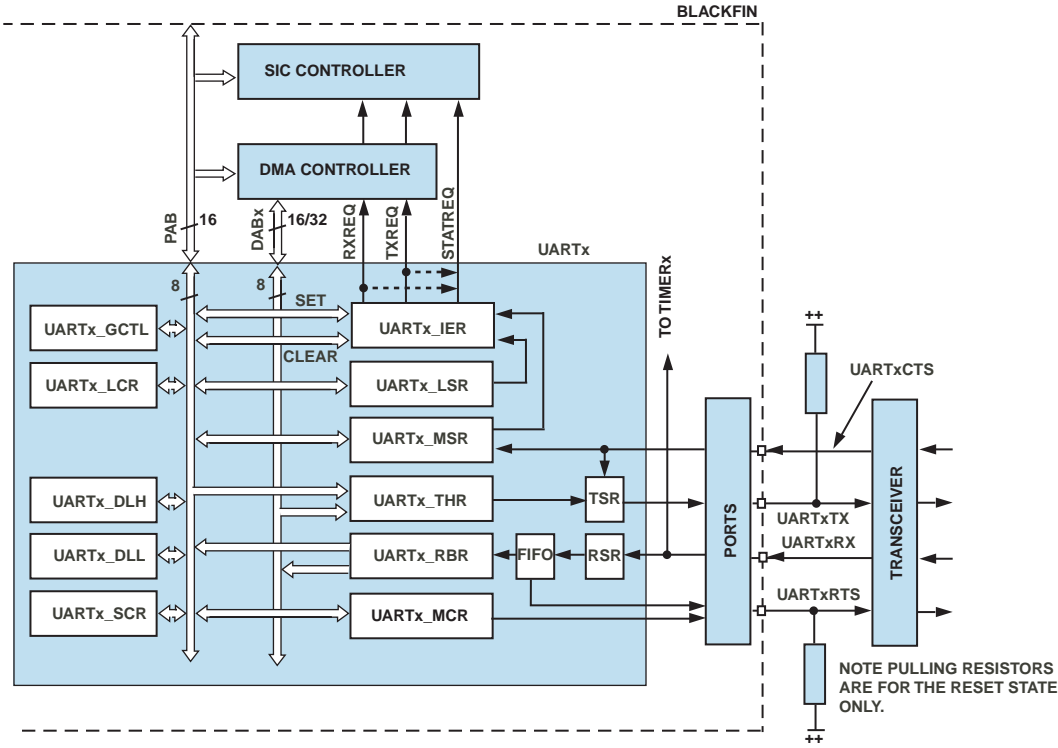 BLACKFIN
SIC CONTROLLER
DMA CONTROLLER
PAB
16
DABx
16/32
RXREQ
TXREQ
STATREQ
UARTx
8
8
SET
UARTx_GCTL
UARTx_IER
CLEAR
TO TIMERx
++
UARTx_LCR
UARTx_LSR
UARTxCTS
UARTx_MSR
UARTx_DLH
UARTx_THR
TSR
PORTS
UARTxTX
TRANSCEIVER
UARTxRX
UARTx_DLL
UARTx_RBR
FIFO
RSR
UARTx_SCR
UARTx_MCR
UARTxRTS
NOTE PULLING RESISTORS
ARE FOR THE RESET STATE
ONLY.
++